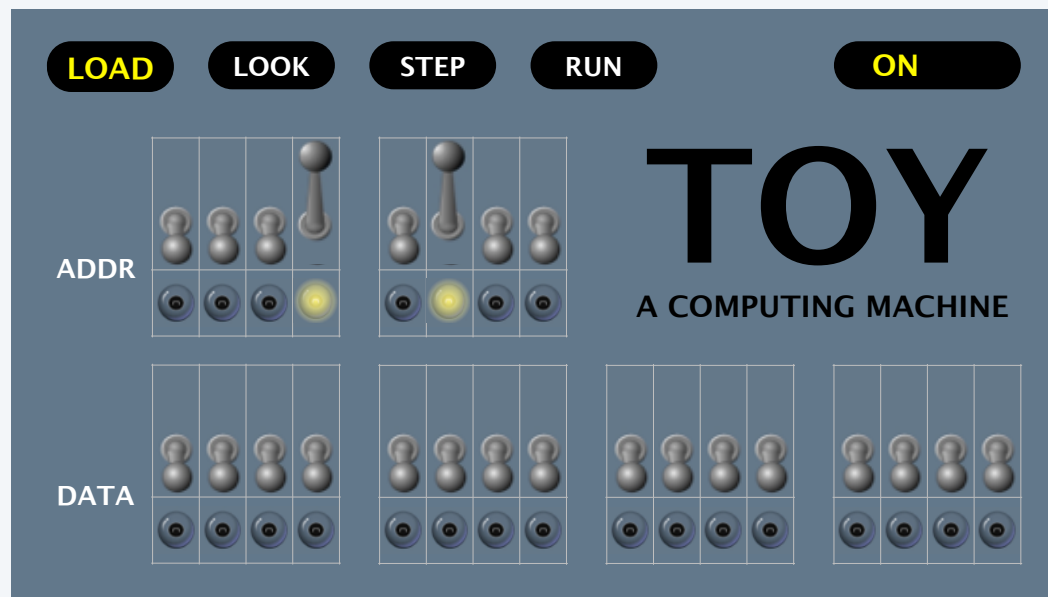 LOAD LOOK STEP RUN ON
TOY
ADDR
A COMPUTING MACHINE
DATA